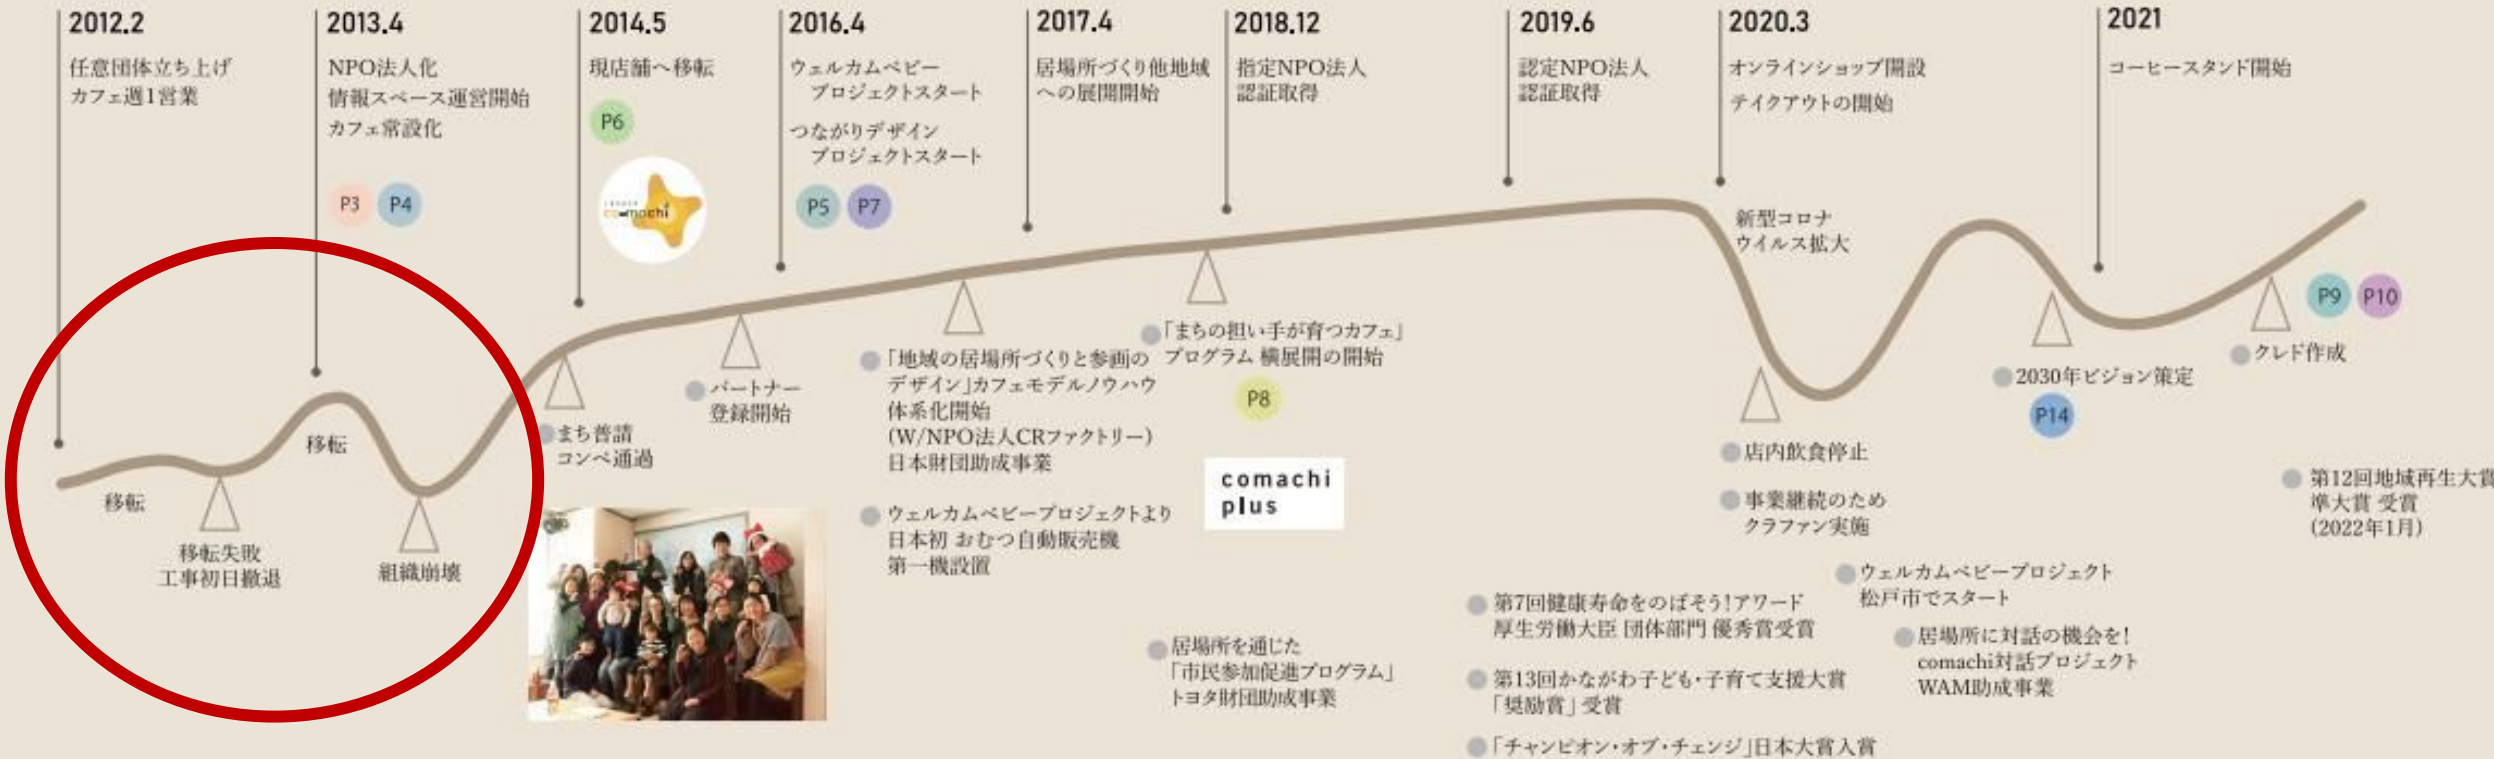 2012.2
任意団体立ち上げ
カフェ週1営業
2013.4
NPO法人化
情報スペース運営開始
カフェ常設化
P3
P4
2014.5
現店舗へ移転
P6
co-machi
2016.4
ウェルカムベビー
プロジェクトスタート
つながりデザイン
プロジェクトスタート
P5
P7
2017.4
居場所づくり他地域
への展開開始
2018.12
指定NPO法人
認証取得
2019.6
認定NPO法人
認証取得
2020.3
オンラインショップ開設
テイクアウトの開始
2021
コーヒースタンド開始
移転
移転失敗
工事初日撤退
移転
組織崩壊
まち普請
コンペ通過
パートナー
登録開始
「地域の居場所づくりと参画の
デザイン」カフェモデルノウハウ
体系化開始
(W/NPO法人CRファクトリー)
日本財団助成事業
ウェルカムベビープロジェクトより
日本初 おむつ自動販売機
第一機設置
「まちの担い手が育つカフェ」
プログラム 横展開の開始
P8
comachi
plus
居場所を通じた
「市民参加促進プログラム」
トヨタ財団助成事業
第7回健康寿命をのばそう!アワード
厚生労働大臣 団体部門 優秀賞受賞
第13回かながわ子ども・子育て支援大賞
「奨励賞」受賞
「チャンピオン・オブ・チェンジ」日本大賞入賞
新型コロナ
ウイルス拡大
店内飲食停止
事業継続のため
クラファン実施
ウェルカムベビープロジェクト
松戸市でスタート
居場所に対話の機会を!
comachi対話プロジェクト
WAM助成事業
2030年ビジョン策定
P14
クレド作成
P9
P10
第12回地域再生大賞
準大賞 受賞
(2022年1月)